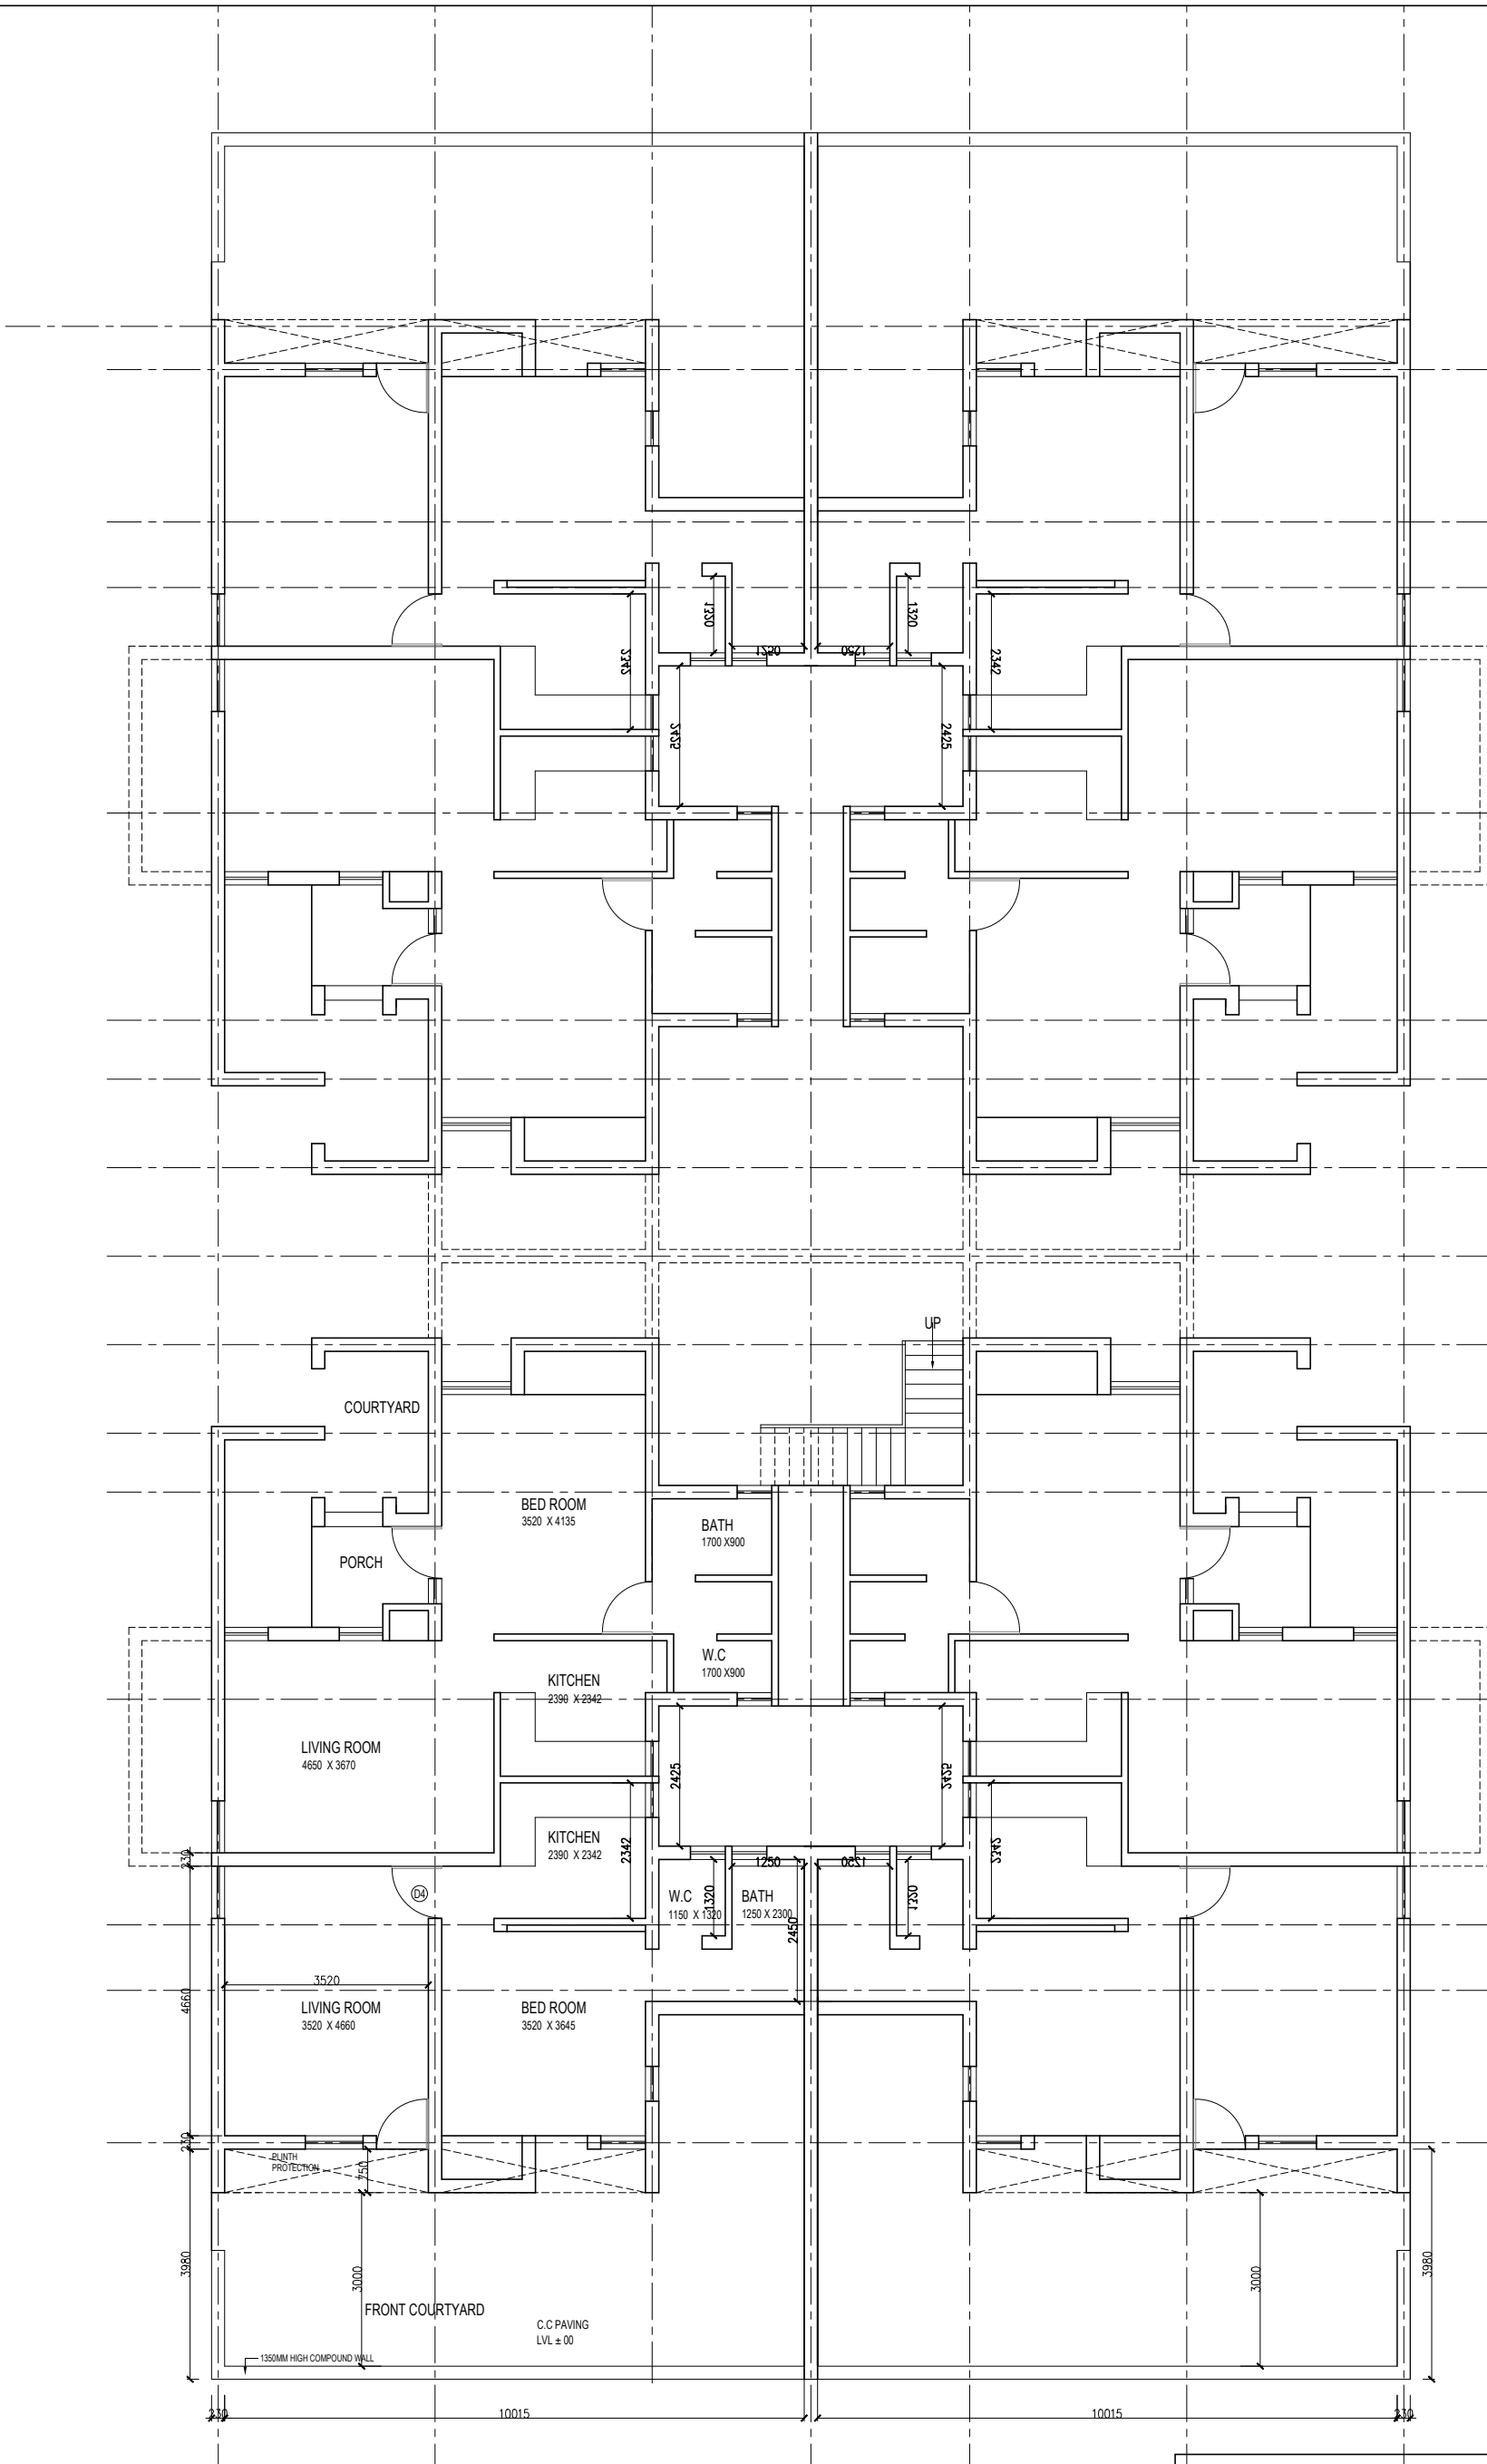 1320
1320
1250
1250
2342
2342
2425
2425
UP
COURTYARD
BED ROOM
3520 X 4135
BATH
1700 X900
PORCH
W.C
1700 X900
KITCHEN
2390 X 2342
LIVING ROOM
4650 X 3670
2425
2425
KITCHEN
2390 X 2342
2342
2342
230
1250
1250
D4
W.C
1150 X 1320
1320
BATH
1250 X 2300
1320
2450
3520
4660
LIVING ROOM
3520 X 4660
BED ROOM
3520 X 3645
230
PLINTH
PROTECTION
750
3980
3000
3000
3980
FRONT COURTYARD
C.C PAVING
LVL ± 00
1350MM HIGH COMPOUND WALL
230
10015
10015
230